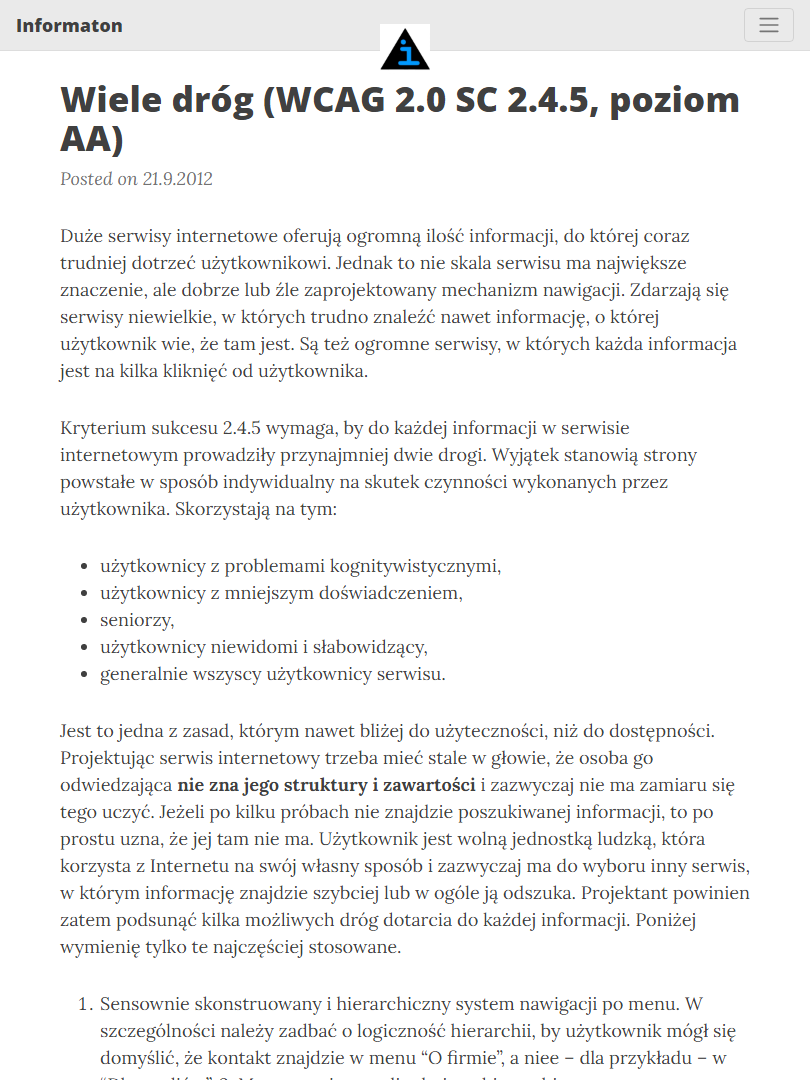 Informaton
i
Wiele dróg (WCAG 2.0 SC 2.4.5, poziom
AA)
Posted on 21.9.2012
Duże serwisy internetowe oferują ogromną ilość informacji, do której coraz
trudniej dotrzeć użytkownikowi. Jednak to nie skala serwisu ma największe
znaczenie, ale dobrze lub źle zaprojektowany mechanizm nawigacji. Zdarzają się
serwisy niewielkie, w których trudno znaleźć nawet informację, o której
użytkownik wie, że tam jest. Są też ogromne serwisy, w których każda informacja
jest na kilka kliknięć od użytkownika.
Kryterium sukcesu 2.4.5 wymaga, by do każdej informacji w serwisie
internetowym prowadziły przynajmniej dwie drogi. Wyjątek stanowią strony
powstałe w sposób indywidualny na skutek czynności wykonanych przez
użytkownika. Skorzystają na tym:
• użytkownicy z problemami kognitywistycznymi,
• użytkownicy z mniejszym doświadczeniem,
• seniorzy,
• użytkownicy niewidomi i słabowidzący,
• generalnie wszyscy użytkownicy serwisu.
Jest to jedna z zasad, którym nawet bliżej do użyteczności, niż do dostępności.
Projektując serwis internetowy trzeba mieć stale w głowie, że osoba go
odwiedzająca nie zna jego struktury i zawartości i zazwyczaj nie ma zamiaru się
tego uczyć. Jeżeli po kilku próbach nie znajdzie poszukiwanej informacji, to po
prostu uzna, że jej tam nie ma. Użytkownik jest wolną jednostką ludzką, która
korzysta z Internetu na swój własny sposób i zazwyczaj ma do wyboru inny serwis,
w którym informację znajdzie szybciej lub w ogóle ją odszuka. Projektant powinien
zatem podsunąć kilka możliwych dróg dotarcia do każdej informacji. Poniżej
wymienię tylko te najczęściej stosowane.
1. Sensownie skonstruowany i hierarchiczny system nawigacji po menu. W
szczególności należy zadbać o logiczność hierarchii, by użytkownik mógł się
domyślić, że kontakt znajdzie w menu “O firmie”, a niee – dla przykładu – w